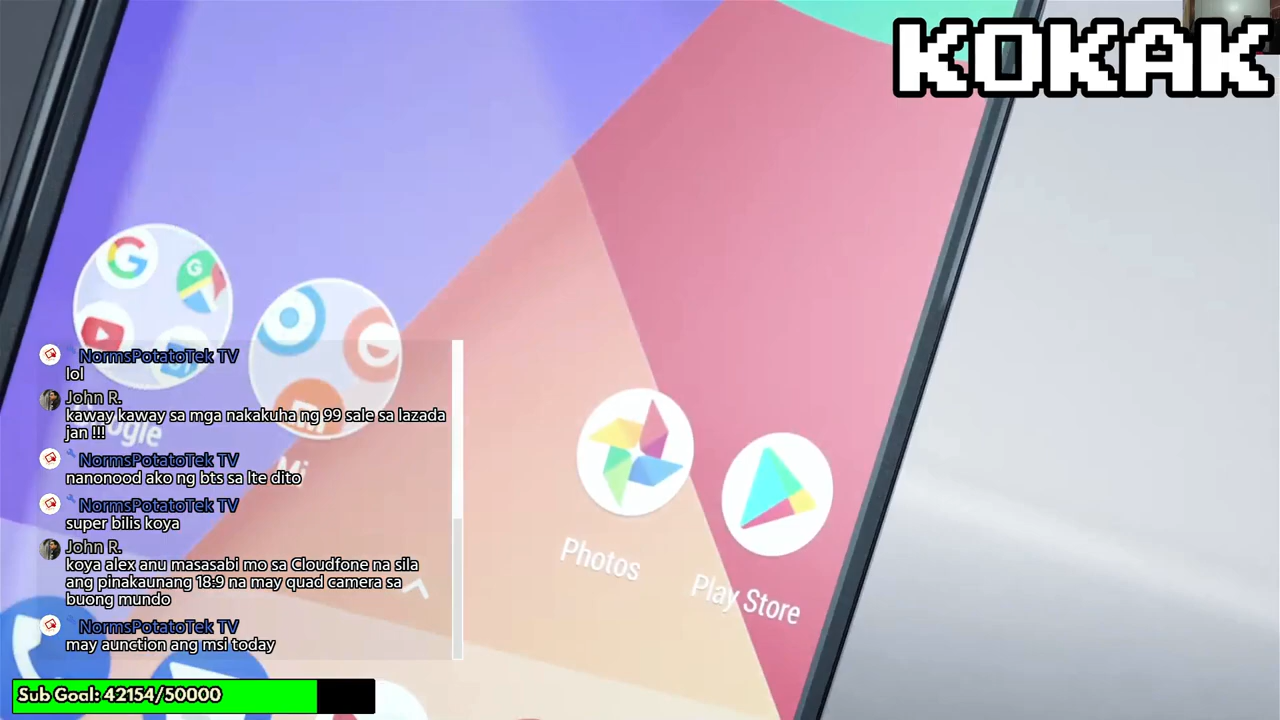 KOKAK
NormsPotatoTek TV
lol
John R.
kaway kaway sa mga nakakuha ng 99 sale sa lazada
jan !!!
Google
NormsPotatoTek TV
Mi
nanonood ako ng bts sa lte dito
NormsPotatoTek TV
super bilis koya
John R.
koya alex anu masasabi mo sa Cloudfone na sila
ang pinakaunang 18:9 na may quad camera sa
buong mundo
Photos
Play Store
NormsPotatoTek TV
may aunction ang msi today
Sub Goal: 42154/50000